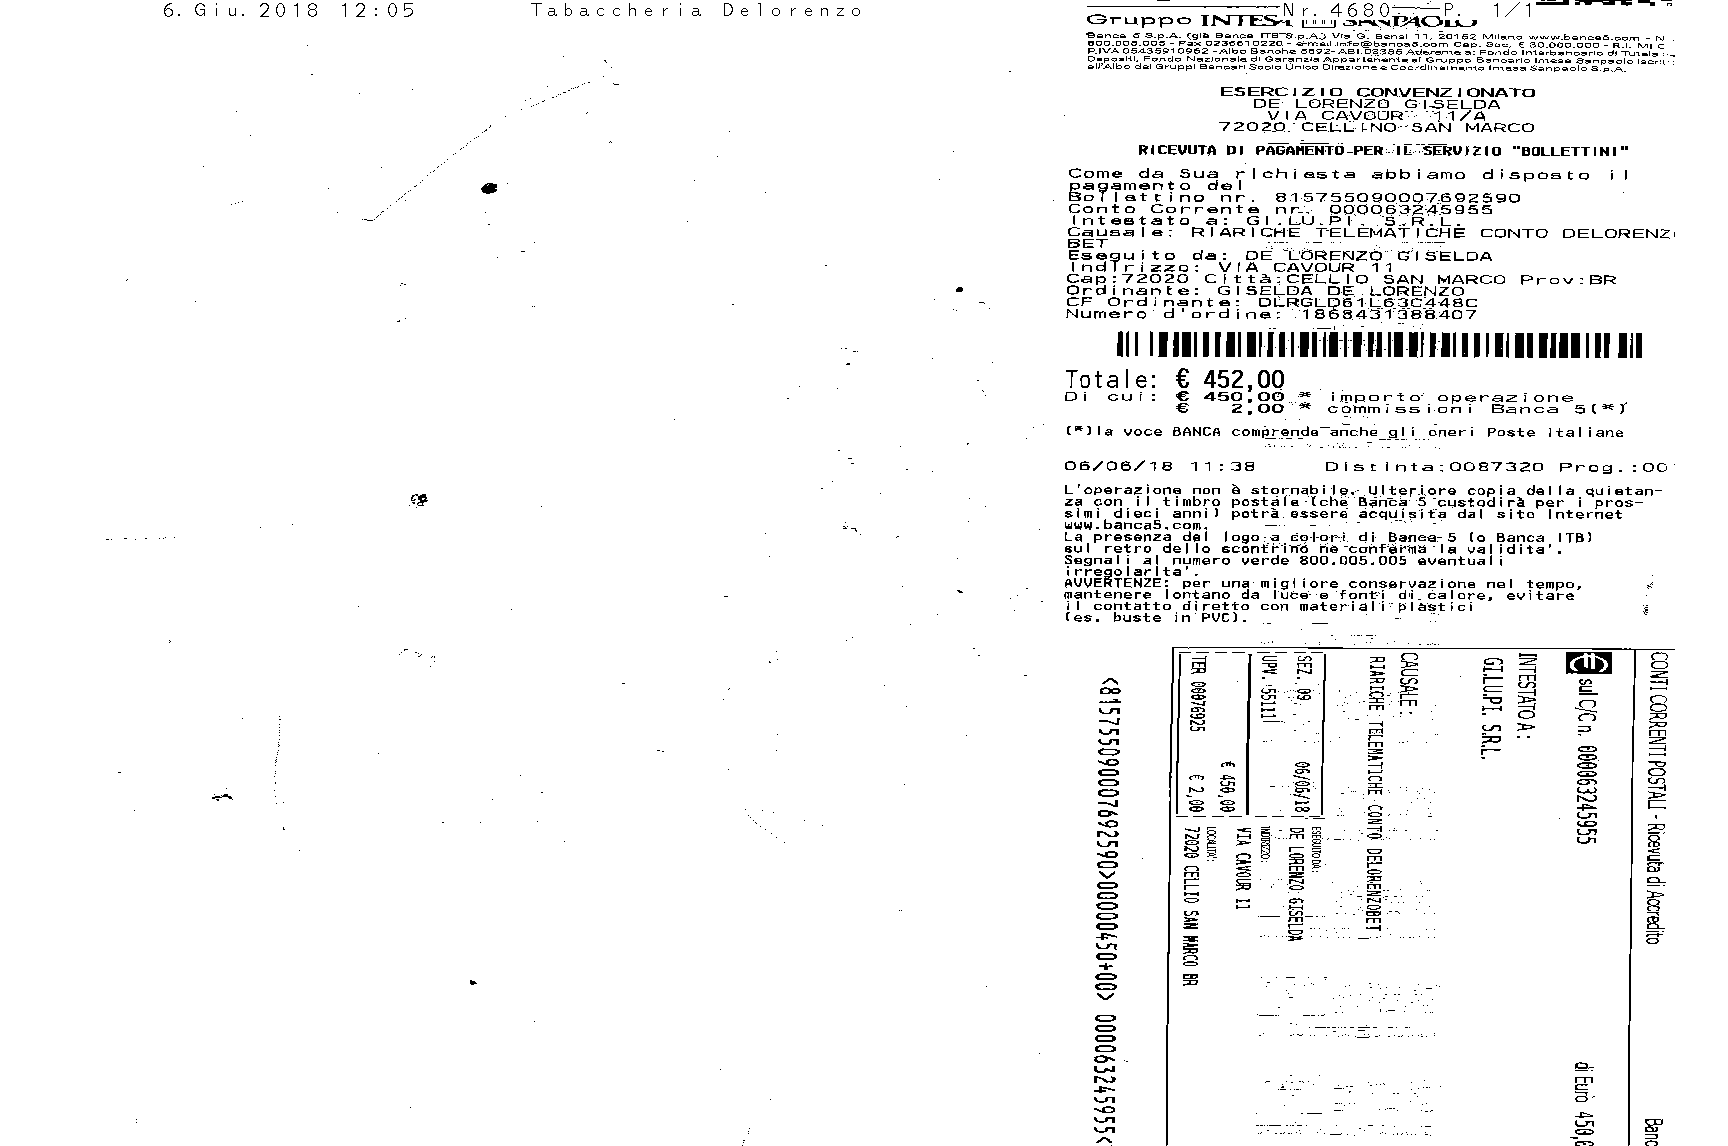 6.Giu.2018 12:05 Tabaccheria Delorenzo Nr.4680 P. 1/1
Gruppo INTESA SANPAOLO
Banca 5 S.p.A. (già Banca ITB S.p.A.) Via G. Bensi 11, 20152 Milano www.banca5.com - N
800.005.005 - Fax 0236610220 - e-mail info@banca5.com Cap. Soc. € 30.000.000 - R.I. MI C
P.IVA 05435910962 - Albo Banche 5692 - ABI 03385 Aderente a: Fondo Interbancario di Tutela
Depositi, Fondo Nazionale di Garanzia Appartenente al Gruppo Bancario Intesa Sanpaolo iscrit
all'Albo dei Gruppi Bancari Socio Unico Direzione e Coordinamento Intesa Sanpaolo S.p.A.
ESERCIZIO CONVENZIONATO
DE LORENZO GISELDA
VIA CAVOUR 11/A
72020 CELLINO SAN MARCO
RICEVUTA DI PAGAMENTO PER IL SERVIZIO "BOLLETTINI"
Come da Sua richiesta abbiamo disposto il
pagamento del
Bollettino nr. 815755090007692590
Conto Corrente nr. 000063245955
Intestato a: GI.LU.PI. S.R.L.
Causale: RIARICHE TELEMATICHE CONTO DELORENZ
BET
Eseguito da: DE LORENZO GISELDA
Indirizzo: VIA CAVOUR 11
Cap:72020 Città:CELLIO SAN MARCO Prov:BR
Ordinante: GISELDA DE LORENZO
CF Ordinante: DLRGLD61L63C448C
Numero d'ordine: 1868431388407
Totale: € 452,00
Di cui: € 450,00 * importo operazione
€ 2,00 * commissioni Banca 5(*)
(*)la voce BANCA comprende anche gli oneri Poste Italiane
06/06/18 11:38 Distinta:0087320 Prog.:00
L'operazione non è stornabile. Ulteriore copia della quietan-
za con il timbro postale (che Banca 5 custodirà per i pros-
simi dieci anni) potrà essere acquisita dal sito Internet
www.banca5.com.
La presenza del logo a colori di Banca 5 (o Banca ITB)
sul retro dello scontrino ne conferma la validita'.
Segnali al numero verde 800.005.005 eventuali
irregolarita'.
AVVERTENZE: per una migliore conservazione nel tempo,
mantenere lontano da luce e fonti di calore, evitare
il contatto diretto con materiali plastici
(es. buste in PVC).
CONTI CORRENTI POSTALI - Ricevuta di Accredito Banc
sul C/C n. 000063245955 di Euro 450,0
INTESTATO A:
GI.LU.PI. S.R.L.
CAUSALE:
RIARICHE TELEMATICHE CONTO DELORENZOBET
SEZ. 09 06/06/18
UPV. 55111
€ 450,00
TER 00076925 € 2,00
ESEGUITO DA:
DE LORENZO GISELDA
INDIRIZZO:
VIA CAVOUR 11
LOCALITA':
72020 CELLIO SAN MARCO BR
<815755090007692590>00000450+00> 000063245955<